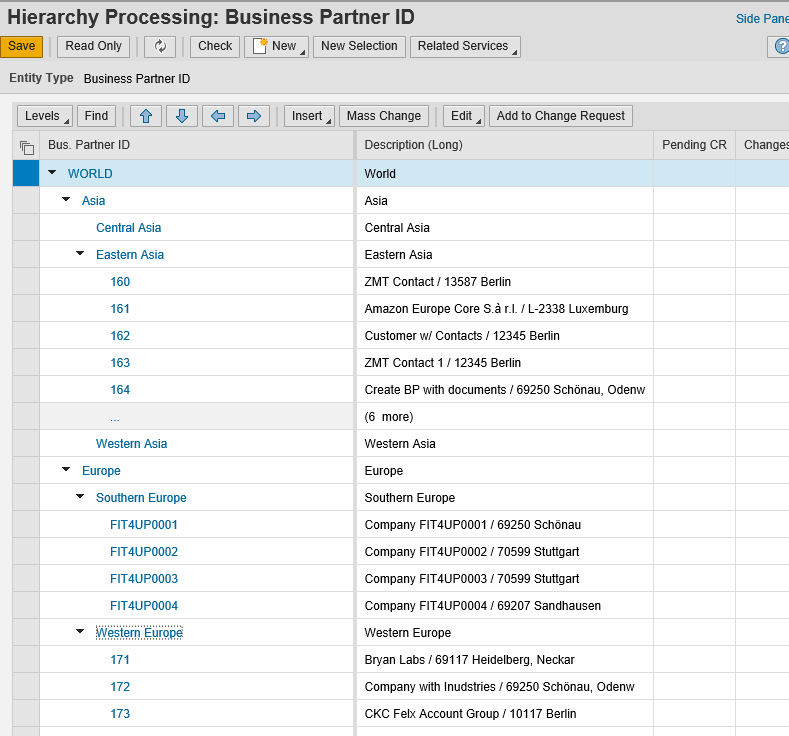 Hierarchy Processing: Business Partner ID
Side Pane
Save Read Only Check New New Selection Related Services
Entity Type Business Partner ID
Levels Find Insert Mass Change Edit Add to Change Request
Bus. Partner ID Description (Long) Pending CR Changes
WORLD World
Asia Asia
Central Asia Central Asia
Eastern Asia Eastern Asia
160 ZMT Contact / 13587 Berlin
161 Amazon Europe Core S.à r.l. / L-2338 Luxemburg
162 Customer w/ Contacts / 12345 Berlin
163 ZMT Contact 1 / 12345 Berlin
164 Create BP with documents / 69250 Schönau, Odenw
... (6 more)
Western Asia Western Asia
Europe Europe
Southern Europe Southern Europe
FIT4UP0001 Company FIT4UP0001 / 69250 Schönau
FIT4UP0002 Company FIT4UP0002 / 70599 Stuttgart
FIT4UP0003 Company FIT4UP0003 / 70599 Stuttgart
FIT4UP0004 Company FIT4UP0004 / 69207 Sandhausen
Western Europe Western Europe
171 Bryan Labs / 69117 Heidelberg, Neckar
172 Company with Inudstries / 69250 Schönau, Odenw
173 CKC Felx Account Group / 10117 Berlin